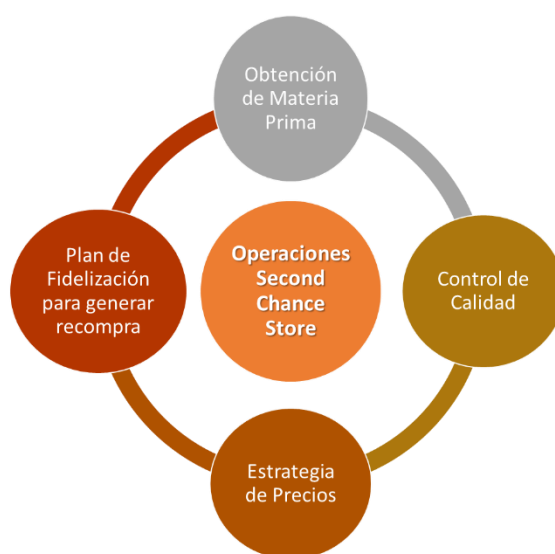 Obtención
de Materia
Prima
Plan de
Fidelización
para generar
recompra
Operaciones
Second
Chance
Store
Control de
Calidad
Estrategia
de Precios